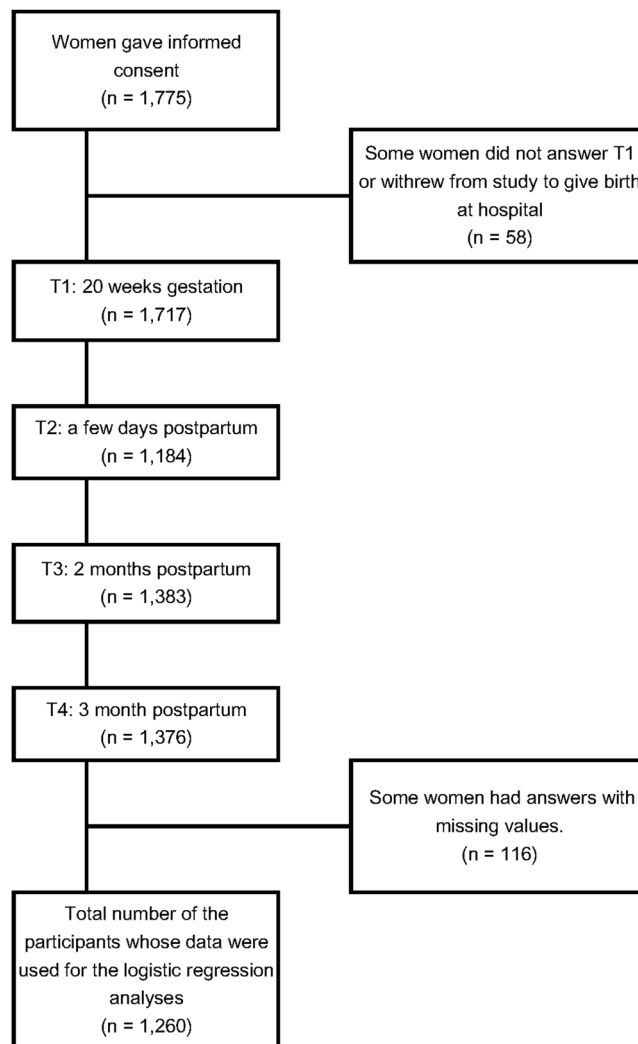 Women gave informed
consent
(n = 1,775)
Some women did not answer T1
or withrew from study to give birth
at hospital
(n = 58)
T1: 20 weeks gestation
(n = 1,717)
T2: a few days postpartum
(n = 1,184)
T3: 2 months postpartum
(n = 1,383)
T4: 3 month postpartum
(n = 1,376)
Some women had answers with
missing values.
(n = 116)
Total number of the
participants whose data were
used for the logistic regression
analyses
(n = 1,260)